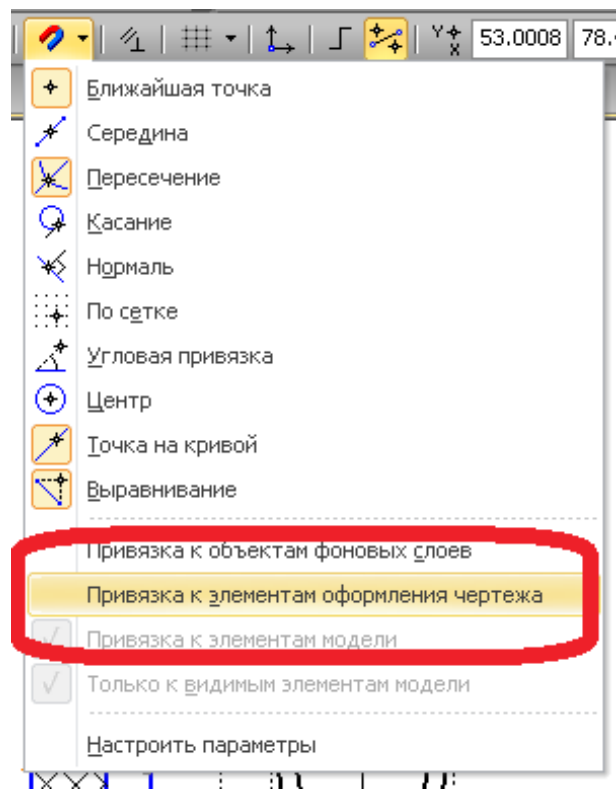 Y
X
53.0008
78.
Ближайшая точка
Середина
Пересечение
Касание
Нормаль
По сетке
Угловая привязка
Центр
Точка на кривой
Выравнивание
Привязка к объектам фоновых слоев
Привязка к элементам оформления чертежа
Привязка к элементам модели
Только к видимым элементам модели
Настроить параметры